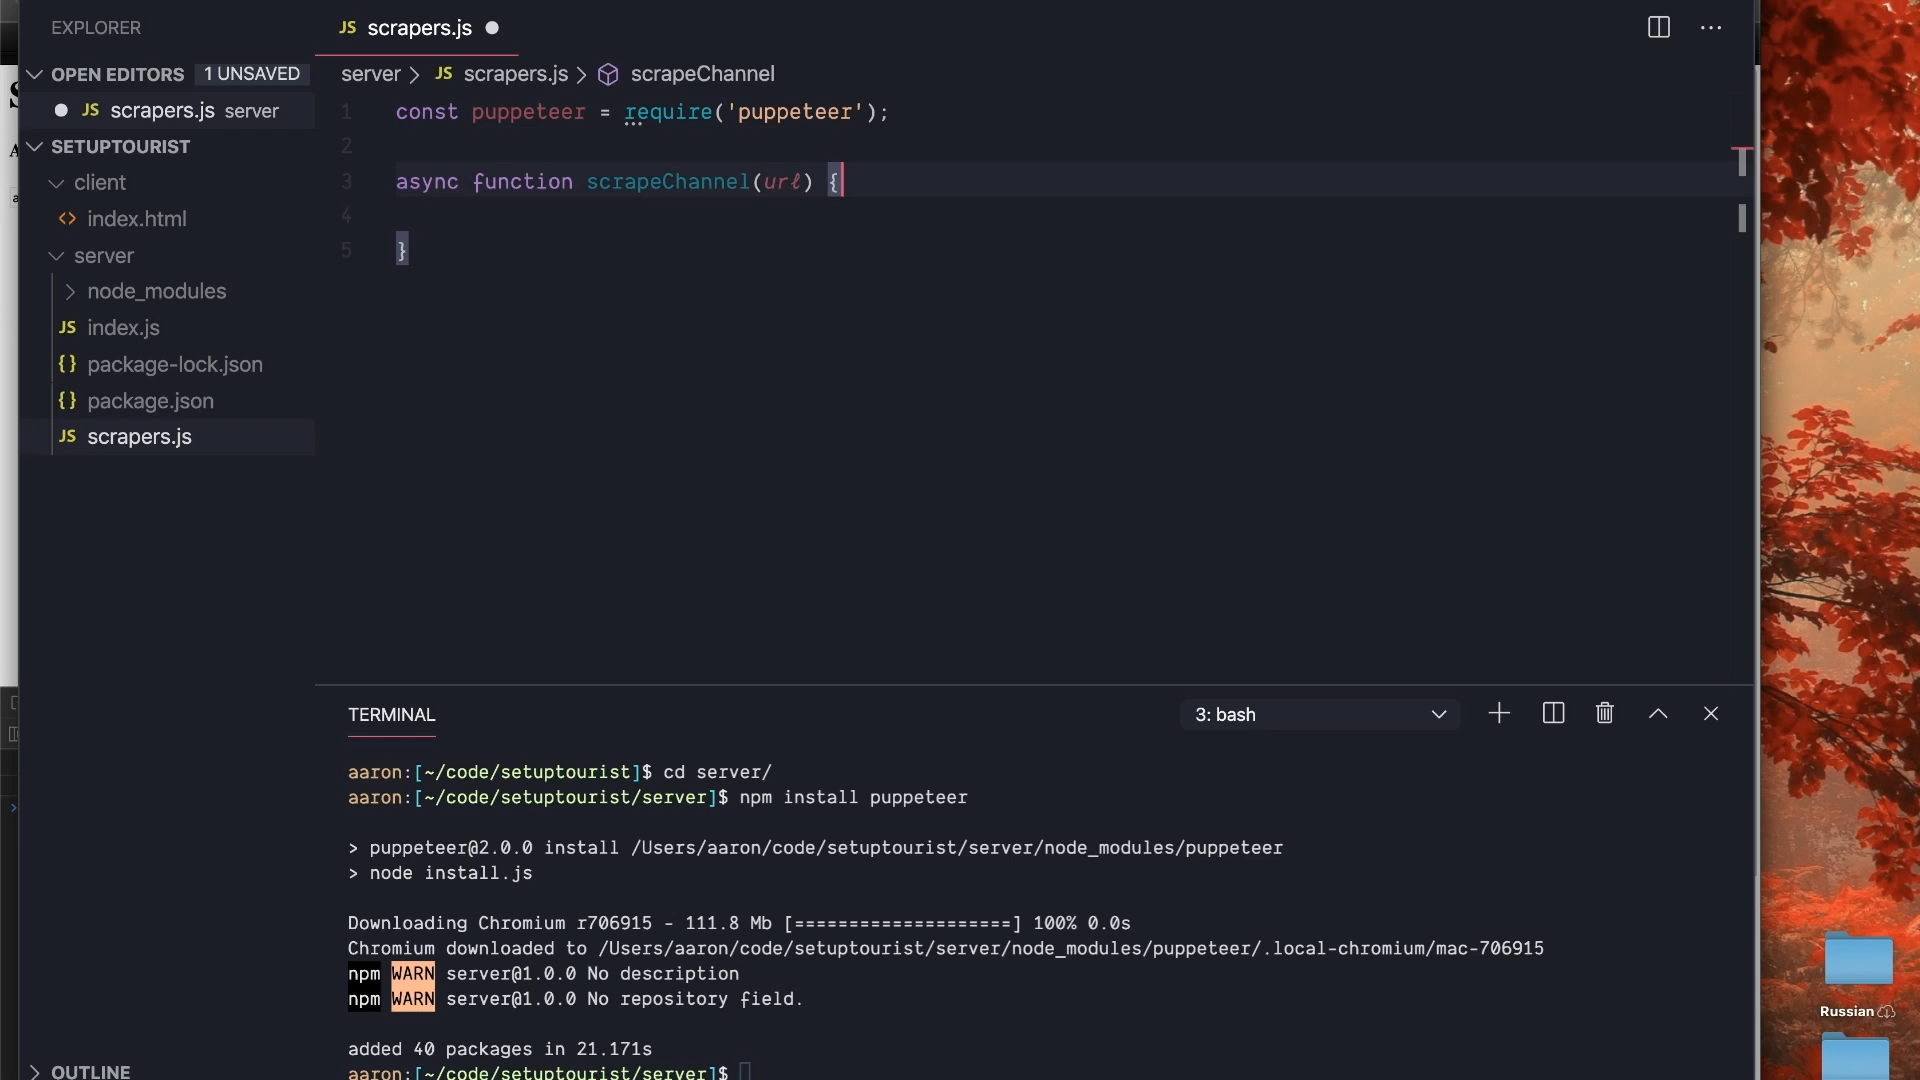 EXPLORER
OPEN EDITORS 1 UNSAVED
JS scrapers.js server
SETUPTOURIST
client
<> index.html
server
node_modules
JS index.js
{} package-lock.json
{} package.json
JS scrapers.js
OUTLINE
JS scrapers.js
server > JS scrapers.js > scrapeChannel
1 const puppeteer = require('puppeteer');
2
3 async function scrapeChannel(url) {
4
5 }
TERMINAL
3: bash
aaron:[~/code/setuptourist]$ cd server/
aaron:[~/code/setuptourist/server]$ npm install puppeteer
> puppeteer@2.0.0 install /Users/aaron/code/setuptourist/server/node_modules/puppeteer
> node install.js
Downloading Chromium r706915 - 111.8 Mb [====================] 100% 0.0s
Chromium downloaded to /Users/aaron/code/setuptourist/server/node_modules/puppeteer/.local-chromium/mac-706915
npm WARN server@1.0.0 No description
npm WARN server@1.0.0 No repository field.
added 40 packages in 21.171s
aaron:[~/code/setuptourist/server]$
Russian